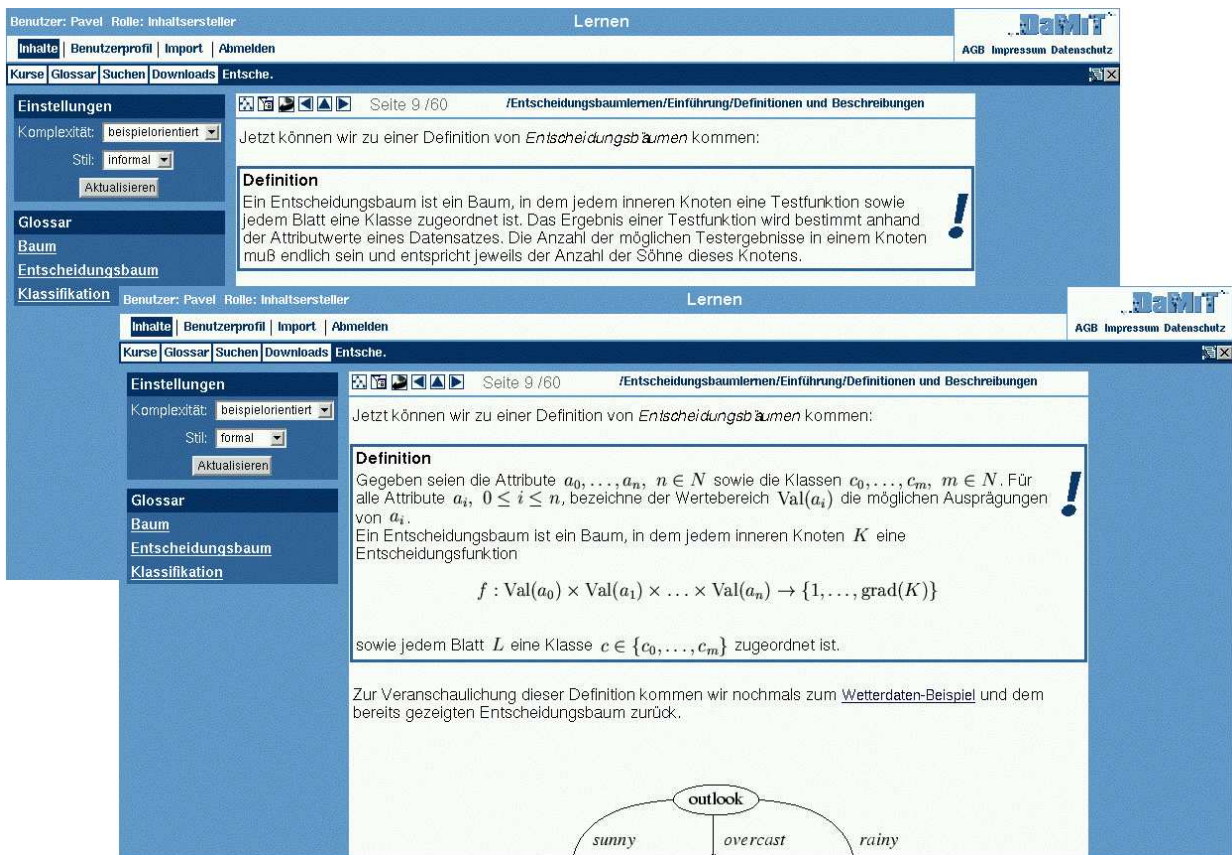 Benutzer: Pavel Rolle: Inhaltsersteller Lernen DaMiT
Inhalte | Benutzerprofil | Import | Abmelden AGB Impressum Datenschutz
Kurse Glossar Suchen Downloads Entsche.
Einstellungen
Komplexität: beispielorientiert
Stil: informal
Aktualisieren
Glossar
Baum
Entscheidungsbaum
Klassifikation
Seite 9 /60 /Entscheidungsbaumlernen/Einführung/Definitionen und Beschreibungen
Jetzt können wir zu einer Definition von Entscheidungsbäumen kommen:
Definition
Ein Entscheidungsbaum ist ein Baum, in dem jedem inneren Knoten eine Testfunktion sowie
jedem Blatt eine Klasse zugeordnet ist. Das Ergebnis einer Testfunktion wird bestimmt anhand
der Attributwerte eines Datensatzes. Die Anzahl der möglichen Testergebnisse in einem Knoten
muß endlich sein und entspricht jeweils der Anzahl der Söhne dieses Knotens.
!
Benutzer: Pavel Rolle: Inhaltsersteller Lernen DaMiT
Inhalte | Benutzerprofil | Import | Abmelden AGB Impressum Datenschutz
Kurse Glossar Suchen Downloads Entsche.
Einstellungen
Komplexität: beispielorientiert
Stil: formal
Aktualisieren
Glossar
Baum
Entscheidungsbaum
Klassifikation
Seite 9 /60 /Entscheidungsbaumlernen/Einführung/Definitionen und Beschreibungen
Jetzt können wir zu einer Definition von Entscheidungsbäumen kommen:
Definition
Gegeben seien die Attribute a₀, . . . , aₙ, n ∈ N sowie die Klassen c₀, . . . , cₘ, m ∈ N. Für
alle Attribute aᵢ, 0 ≤ i ≤ n, bezeichne der Wertebereich Val(aᵢ) die möglichen Ausprägungen
von aᵢ.
Ein Entscheidungsbaum ist ein Baum, in dem jedem inneren Knoten K eine
Entscheidungsfunktion
f : Val(a₀) × Val(a₁) × . . . × Val(aₙ) → {1, . . . , grad(K)}
sowie jedem Blatt L eine Klasse c ∈ {c₀, . . . , cₘ} zugeordnet ist.
!
Zur Veranschaulichung dieser Definition kommen wir nochmals zum Wetterdaten-Beispiel und dem
bereits gezeigten Entscheidungsbaum zurück.
outlook
sunny overcast rainy